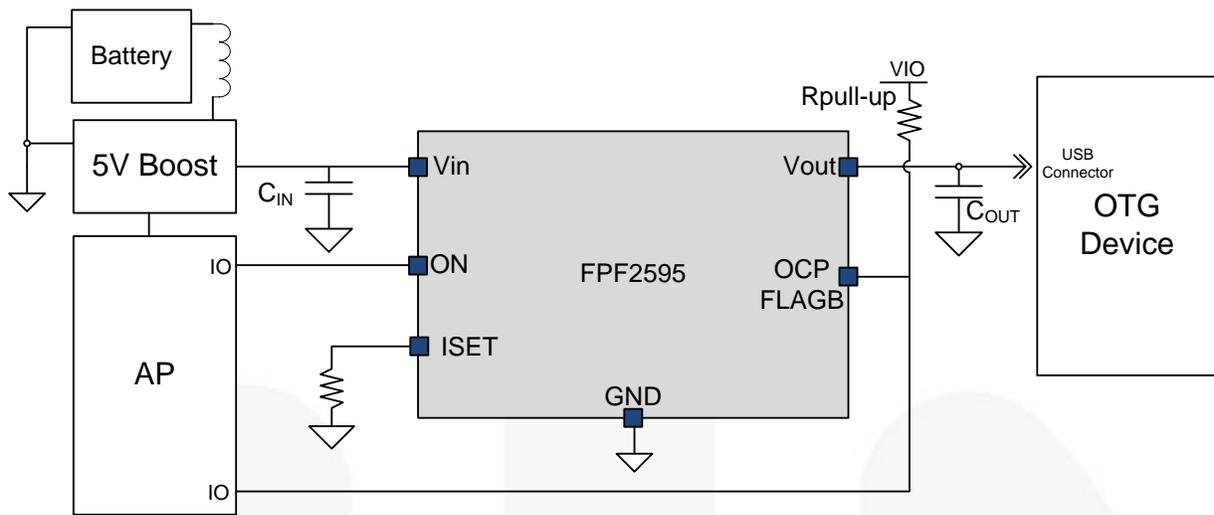 Battery
5V Boost
C_IN
IO
AP
IO
Vin
ON
ISET
FPF2595
GND
Vout
OCP
FLAGB
VIO
Rpull-up
C_OUT
USB
Connector
OTG
Device